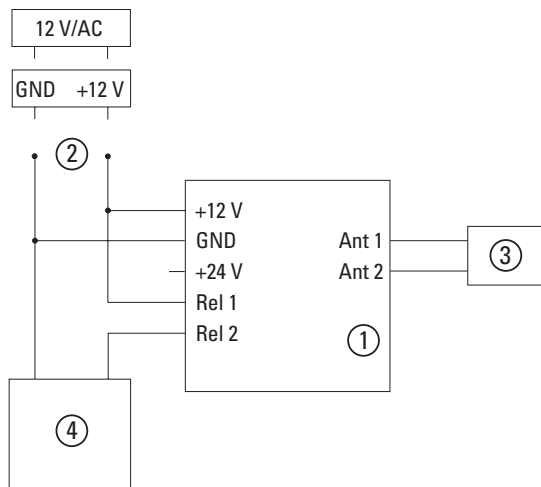 12 V/AC
GND +12 V
2
+12 V
GND Ant 1
+24 V Ant 2
3
Rel 1
Rel 2
1
4